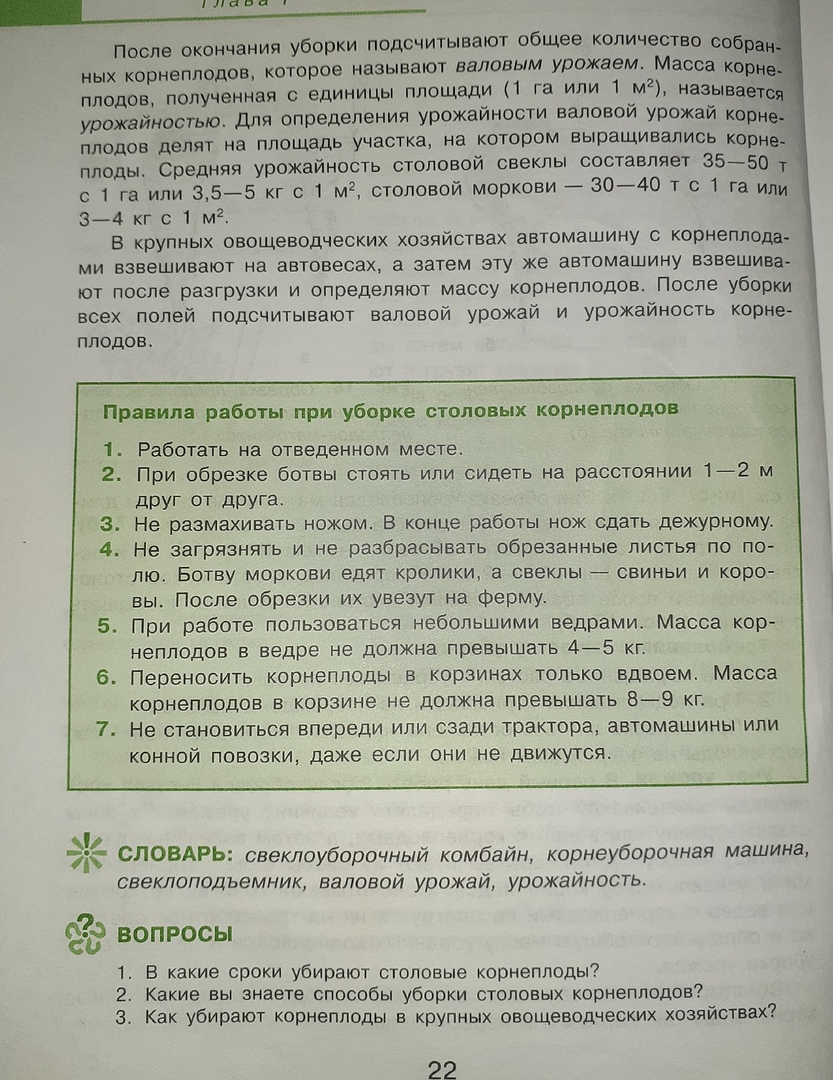 Глава 1
После окончания уборки подсчитывают общее количество собран-
ных корнеплодов, которое называют валовым урожаем. Масса корне-
плодов, полученная с единицы площади (1 га или 1 м²), называется
урожайностью. Для определения урожайности валовой урожай корне-
плодов делят на площадь участка, на котором выращивались корне-
плоды. Средняя урожайность столовой свеклы составляет 35—50 т
с 1 га или 3,5—5 кг с 1 м², столовой моркови — 30—40 т с 1 га или
3—4 кг с 1 м².
В крупных овощеводческих хозяйствах автомашину с корнеплода-
ми взвешивают на автовесах, а затем эту же автомашину взвешива-
ют после разгрузки и определяют массу корнеплодов. После уборки
всех полей подсчитывают валовой урожай и урожайность корне-
плодов.
Правила работы при уборке столовых корнеплодов
1. Работать на отведенном месте.
2. При обрезке ботвы стоять или сидеть на расстоянии 1—2 м
друг от друга.
3. Не размахивать ножом. В конце работы нож сдать дежурному.
4. Не загрязнять и не разбрасывать обрезанные листья по по-
лю. Ботву моркови едят кролики, а свеклы — свиньи и коро-
вы. После обрезки их увезут на ферму.
5. При работе пользоваться небольшими ведрами. Масса кор-
неплодов в ведре не должна превышать 4—5 кг.
6. Переносить корнеплоды в корзинах только вдвоем. Масса
корнеплодов в корзине не должна превышать 8—9 кг.
7. Не становиться впереди или сзади трактора, автомашины или
конной повозки, даже если они не движутся.
СЛОВАРЬ: свеклоуборочный комбайн, корнеуборочная машина,
свеклоподъемник, валовой урожай, урожайность.
ВОПРОСЫ
1. В какие сроки убирают столовые корнеплоды?
2. Какие вы знаете способы уборки столовых корнеплодов?
3. Как убирают корнеплоды в крупных овощеводческих хозяйствах?
22